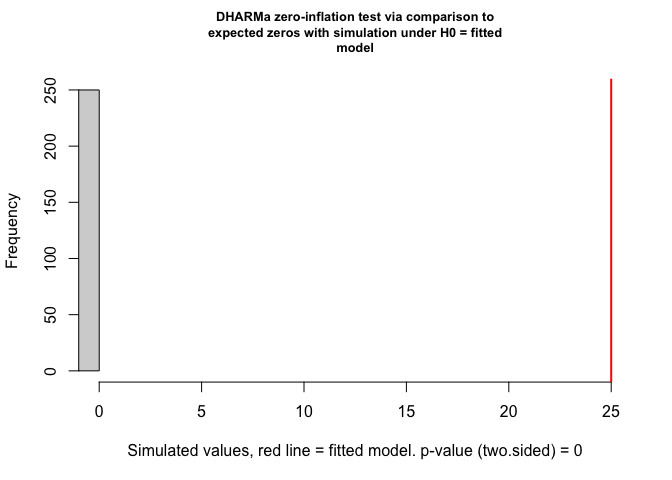 DHARMa zero-inflation test via comparison to
expected zeros with simulation under H0 = fitted
model
250
200
150
100
50
0
Frequency
0 5 10 15 20 25
Simulated values, red line = fitted model. p-value (two.sided) = 0